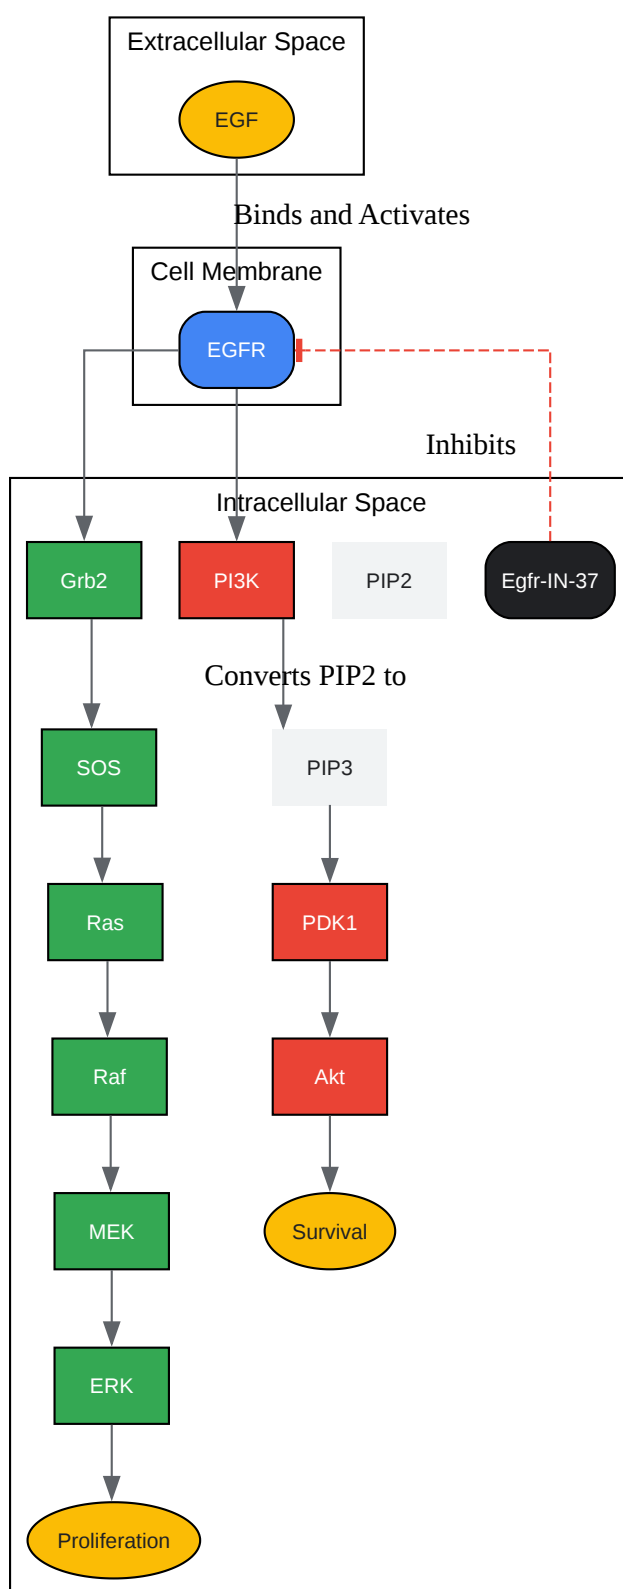 Extracellular Space
EGF
Binds and Activates
Cell Membrane
EGFR
Inhibits
Intracellular Space
Grb2
PI3K
PIP2
Egfr-IN-37
Converts PIP2 to
SOS
PIP3
Ras
PDK1
Raf
Akt
MEK
Survival
ERK
Proliferation